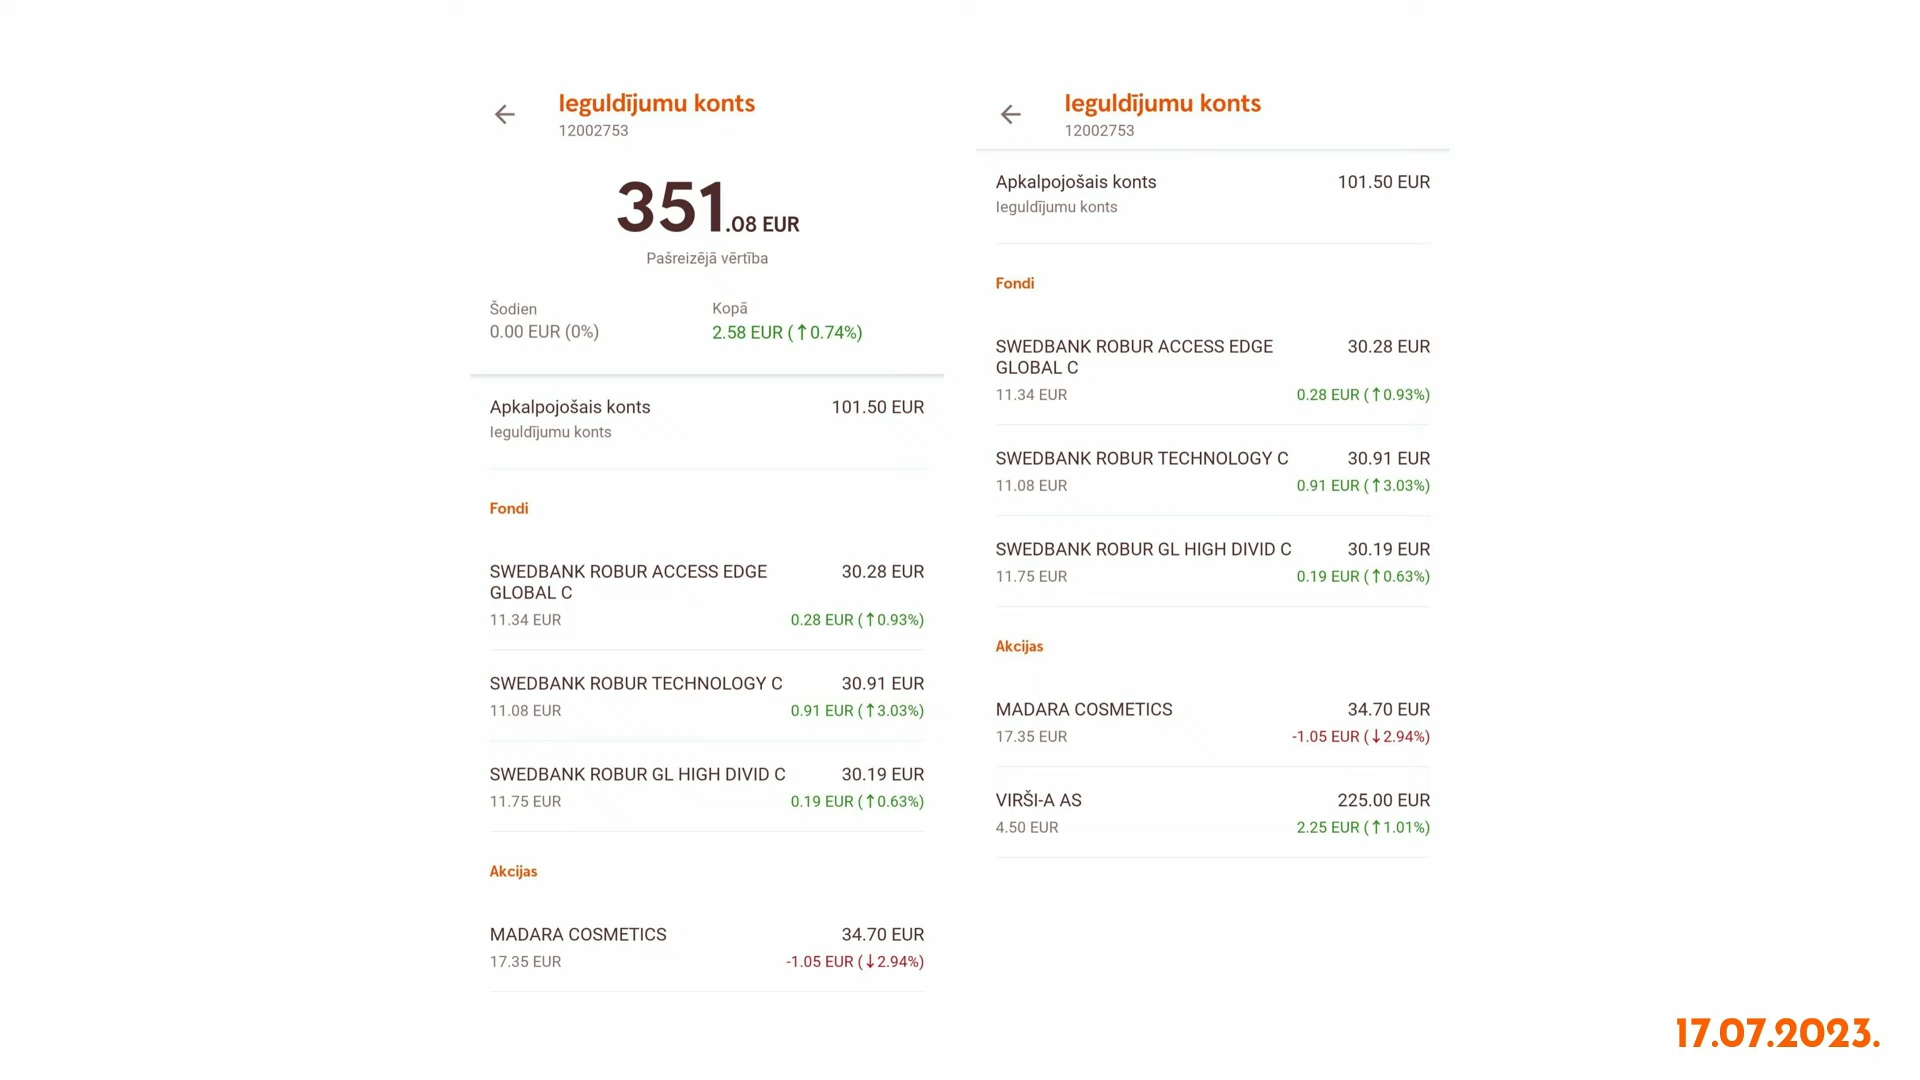 Ieguldījumu konts
12002753
351.08 EUR
Pašreizējā vērtība
Šodien
0.00 EUR (0%)
Kopā
2.58 EUR (↑0.74%)
Apkalpojošais konts 101.50 EUR
Ieguldījumu konts
Fondi
SWEDBANK ROBUR ACCESS EDGE 30.28 EUR
GLOBAL C
11.34 EUR 0.28 EUR (↑0.93%)
SWEDBANK ROBUR TECHNOLOGY C 30.91 EUR
11.08 EUR 0.91 EUR (↑3.03%)
SWEDBANK ROBUR GL HIGH DIVID C 30.19 EUR
11.75 EUR 0.19 EUR (↑0.63%)
Akcijas
MADARA COSMETICS 34.70 EUR
17.35 EUR -1.05 EUR (↓2.94%)
Ieguldījumu konts
12002753
Apkalpojošais konts 101.50 EUR
Ieguldījumu konts
Fondi
SWEDBANK ROBUR ACCESS EDGE 30.28 EUR
GLOBAL C
11.34 EUR 0.28 EUR (↑0.93%)
SWEDBANK ROBUR TECHNOLOGY C 30.91 EUR
11.08 EUR 0.91 EUR (↑3.03%)
SWEDBANK ROBUR GL HIGH DIVID C 30.19 EUR
11.75 EUR 0.19 EUR (↑0.63%)
Akcijas
MADARA COSMETICS 34.70 EUR
17.35 EUR -1.05 EUR (↓2.94%)
VIRŠI-A AS 225.00 EUR
4.50 EUR 2.25 EUR (↑1.01%)
17.07.2023.